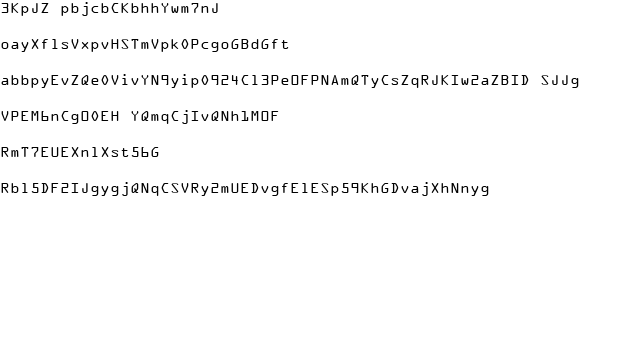 3KpJZ pbjcbCKbhhYwm7nJ
oayXflsVxpvHSTmVpk0PcgoGBdGft
abbpyEvZQe0VivYN9yip0924Cl3PeOFPNAmQTyCsZqRJKIw2aZBID SJJg
VPEM6nCgO0EH YQmqCjIvQNh1MOF
RmT7EUEXnlXst56G
Rbl5DF2IJgygjQNqCSVRy2mUEDvgfElESp59KhGDvajXhNnyg